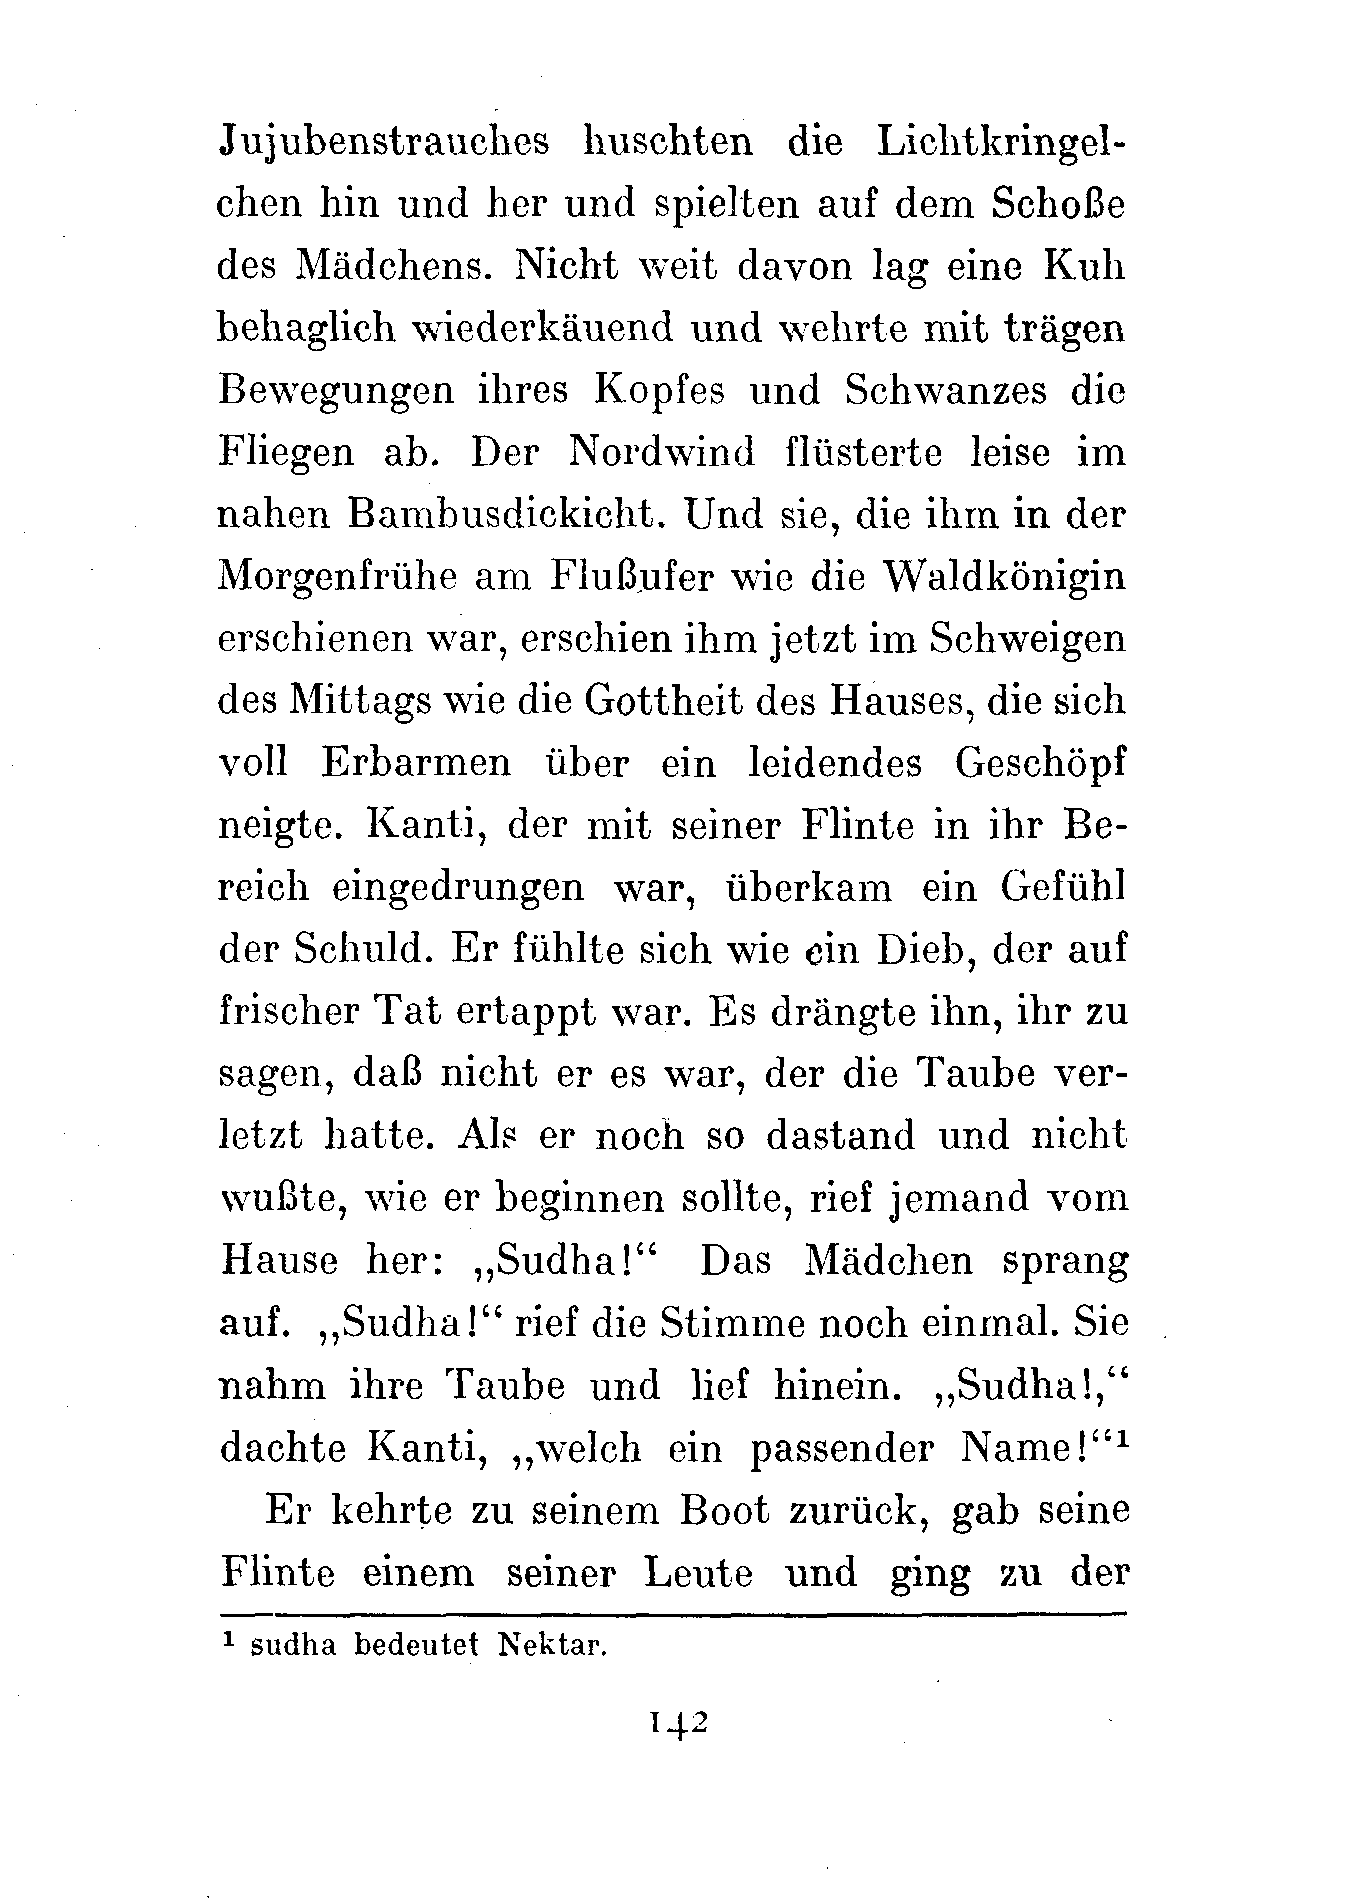 Jujubenstrauches huschten die Lichtkringel-
chen hin und her und spielten auf dem Schoße
des Mädchens. Nicht weit davon lag eine Kuh
behaglich wiederkäuend und wehrte mit trägen
Bewegungen ihres Kopfes und Schwanzes die
Fliegen ab. Der Nordwind flüsterte leise im
nahen Bambusdickicht. Und sie, die ihm in der
Morgenfrühe am Flußufer wie die Waldkönigin
erschienen war, erschien ihm jetzt im Schweigen
des Mittags wie die Gottheit des Hauses, die sich
voll Erbarmen über ein leidendes Geschöpf
neigte. Kanti, der mit seiner Flinte in ihr Be-
reich eingedrungen war, überkam ein Gefühl
der Schuld. Er fühlte sich wie ein Dieb, der auf
frischer Tat ertappt war. Es drängte ihn, ihr zu
sagen, daß nicht er es war, der die Taube ver-
letzt hatte. Als er noch so dastand und nicht
wußte, wie er beginnen sollte, rief jemand vom
Hause her: „Sudha!“ Das Mädchen sprang
auf. „Sudha!“ rief die Stimme noch einmal. Sie
nahm ihre Taube und lief hinein. „Sudha!,“
dachte Kanti, „welch ein passender Name!“¹
Er kehrte zu seinem Boot zurück, gab seine
Flinte einem seiner Leute und ging zu der
¹ sudha bedeutet Nektar.
142